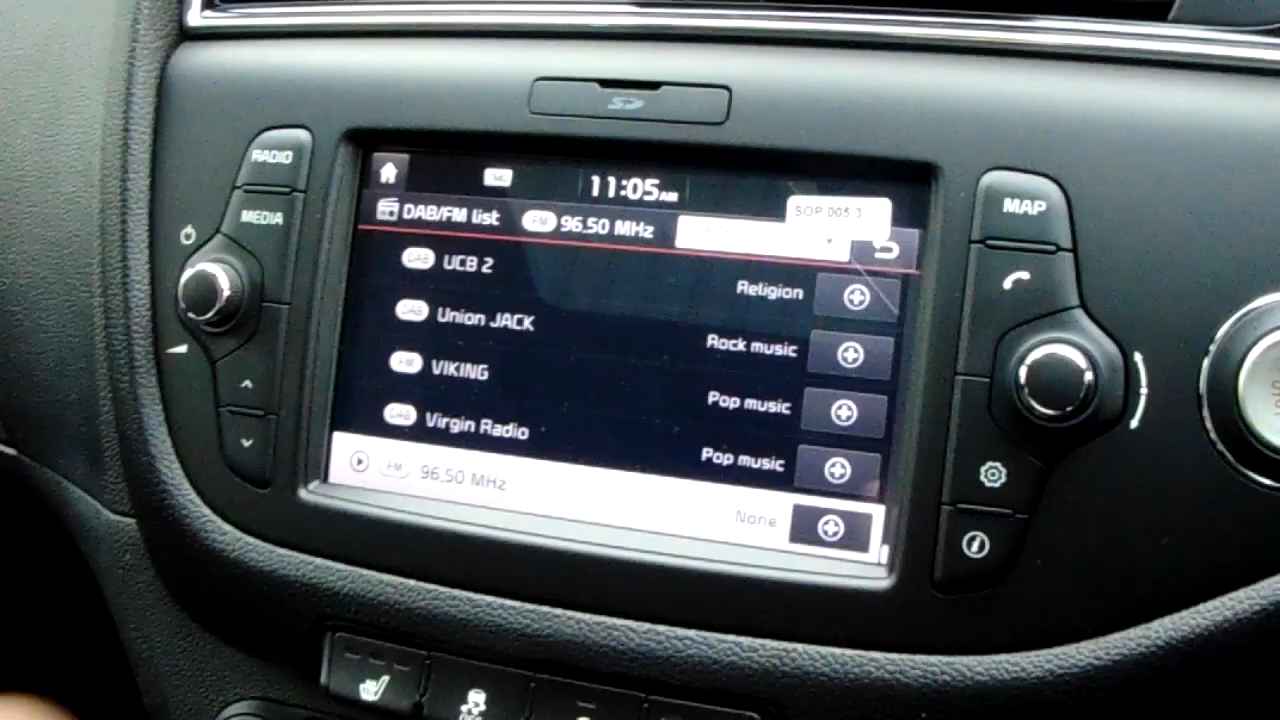 SD
RADIO
MEDIA
MAP
11:05 AM
DAB/FM list FM 96.50 MHz
SOP 005 3
DAB UCB 2 Religion
DAB Union JACK Rock music
FM VIKING Pop music
DAB Virgin Radio Pop music
FM 96.50 MHz None